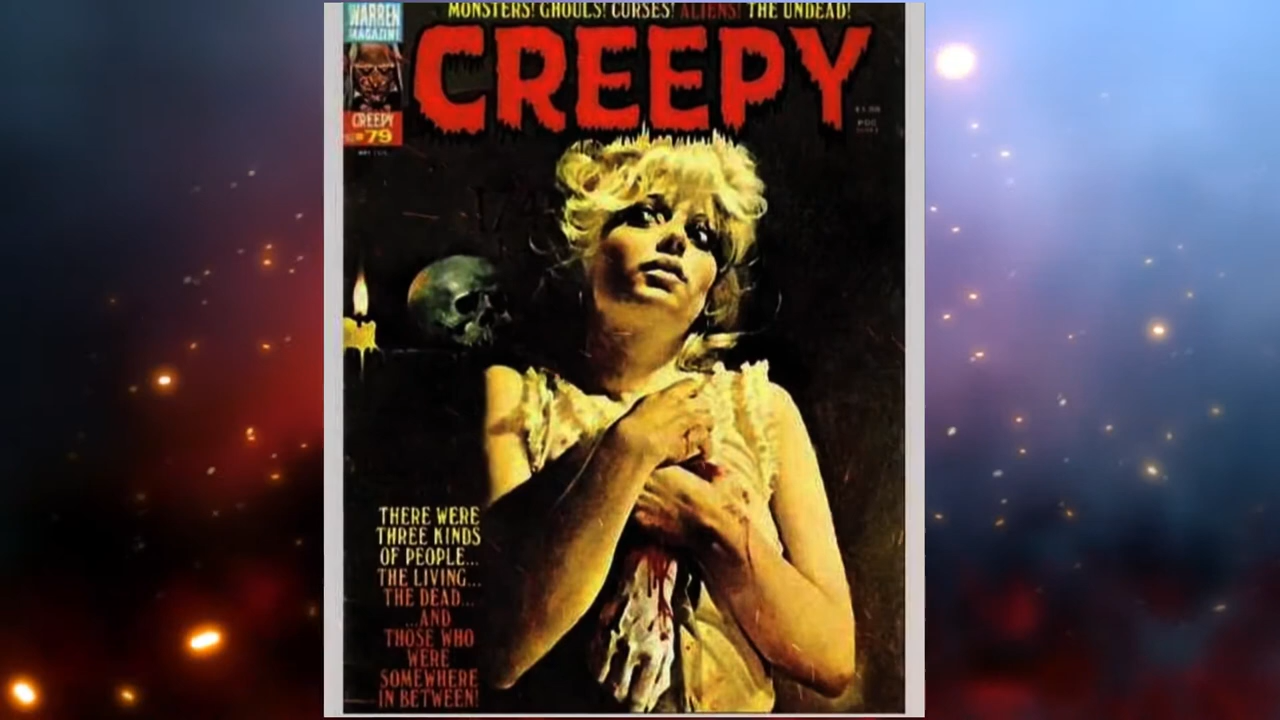 MONSTERS! GHOULS! CURSES! ALIENS! THE UNDEAD!
WARREN
MAGAZINE
CREEPY
CREEPY
#79
PDC
THERE WERE
THREE KINDS
OF PEOPLE...
THE LIVING...
THE DEAD...
...AND
THOSE WHO
WERE
SOMEWHERE
IN BETWEEN!